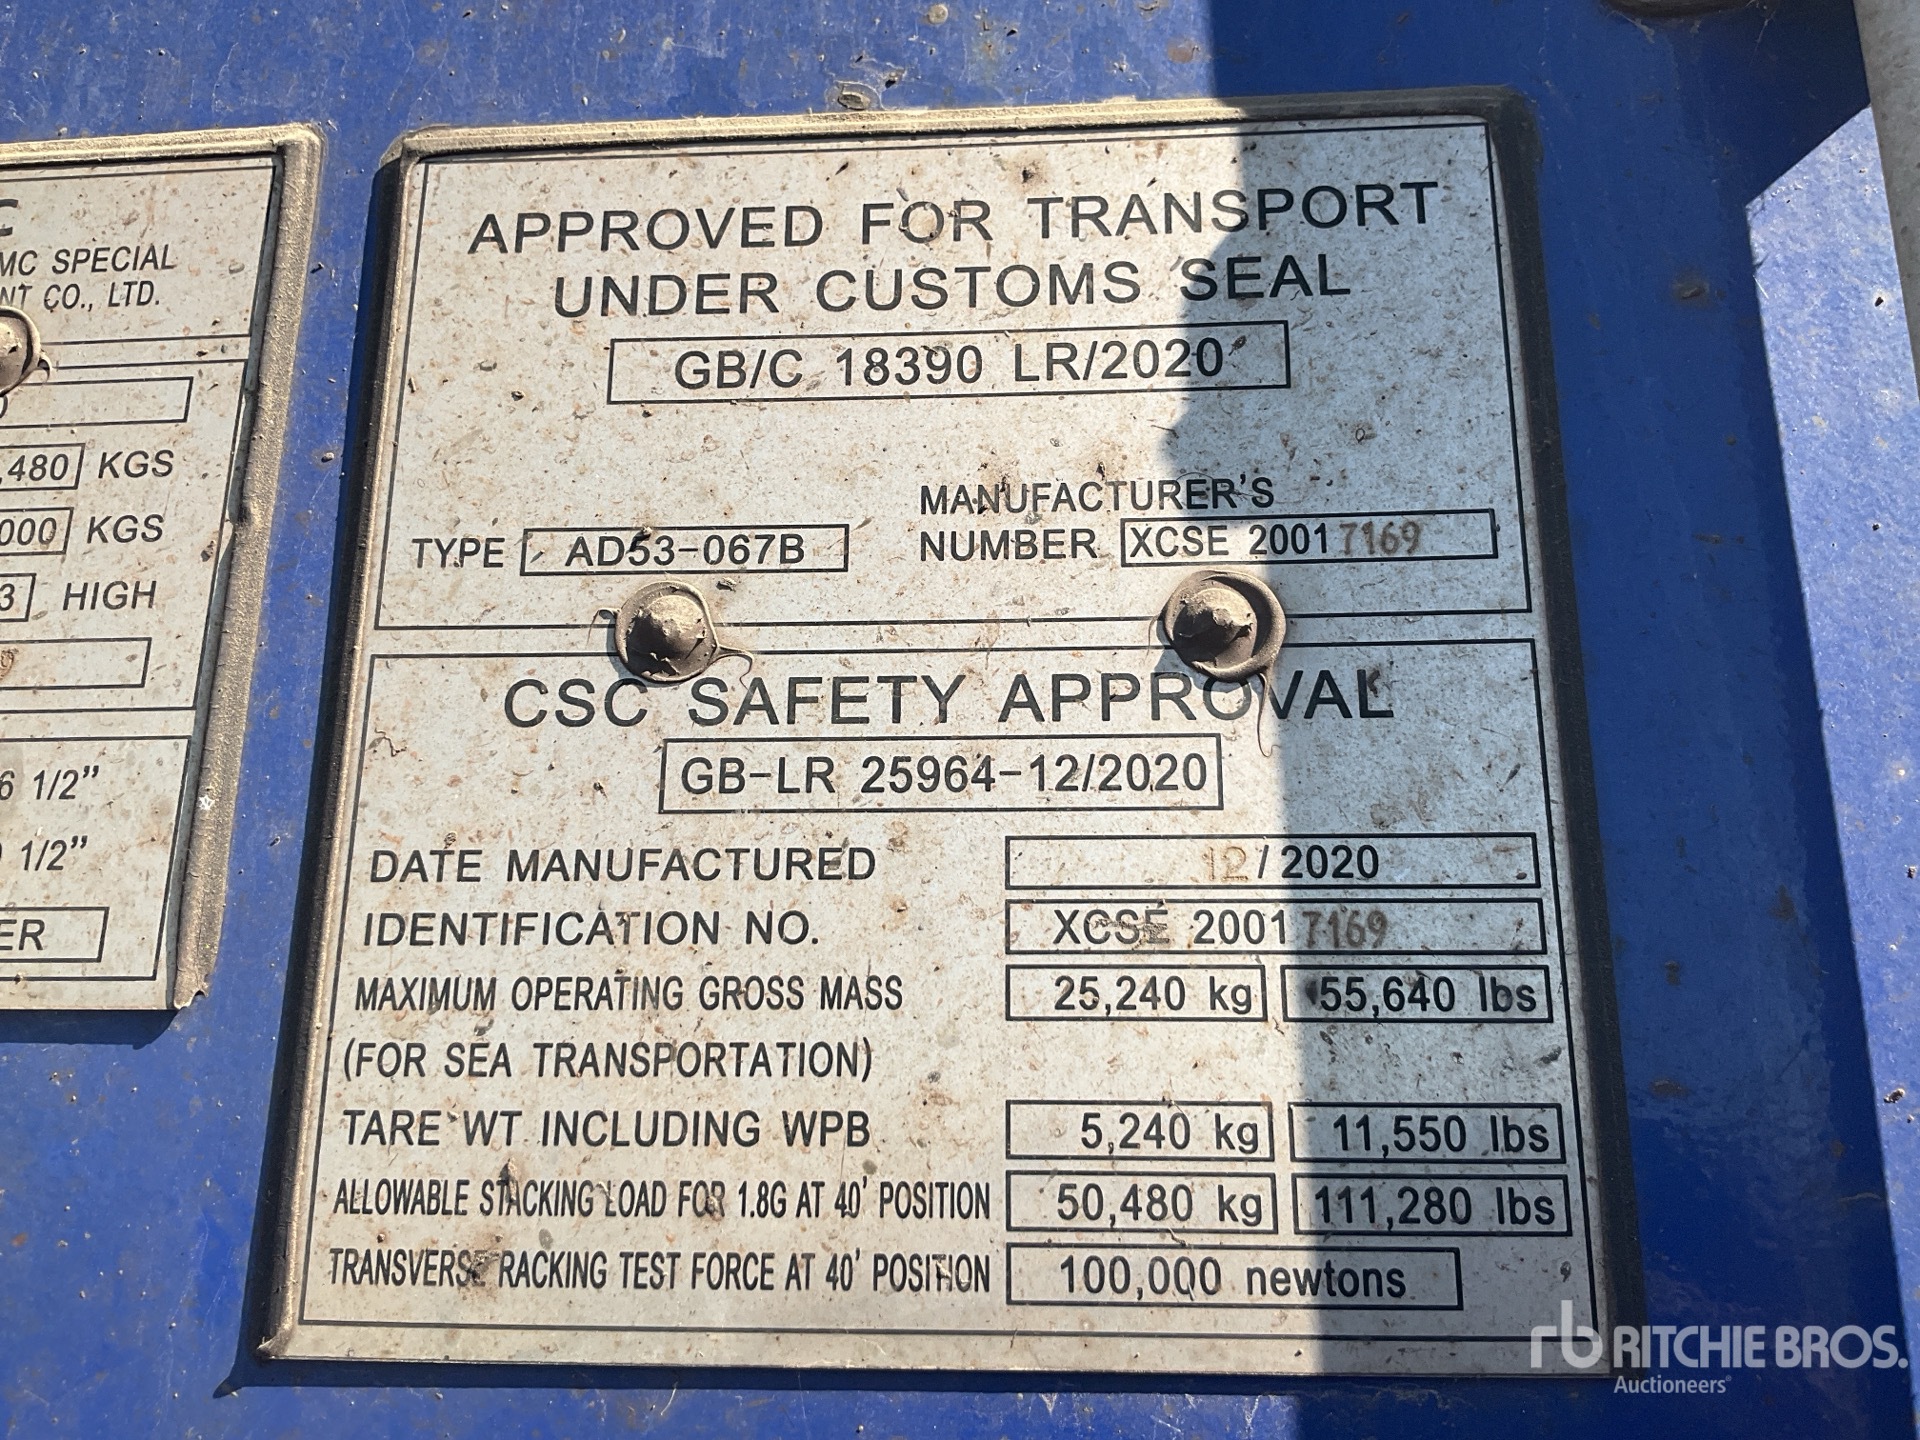 C
MC SPECIAL
NT CO., LTD.
,480 KGS
000 KGS
3 HIGH
9
6 1/2"
1/2"
ER
APPROVED FOR TRANSPORT
UNDER CUSTOMS SEAL
GB/C 18390 LR/2020
TYPE AD53-067B
MANUFACTURER'S
NUMBER XCSE 20017169
CSC SAFETY APPROVAL
GB-LR 25964-12/2020
DATE MANUFACTURED 12/2020
IDENTIFICATION NO. XCSE 20017169
MAXIMUM OPERATING GROSS MASS 25,240 kg 55,640 lbs
(FOR SEA TRANSPORTATION)
TARE WT INCLUDING WPB 5,240 kg 11,550 lbs
ALLOWABLE STACKING LOAD FOR 1.8G AT 40' POSITION 50,480 kg 111,280 lbs
TRANSVERSE RACKING TEST FORCE AT 40' POSITION 100,000 newtons
rb RITCHIE BROS.
Auctioneers